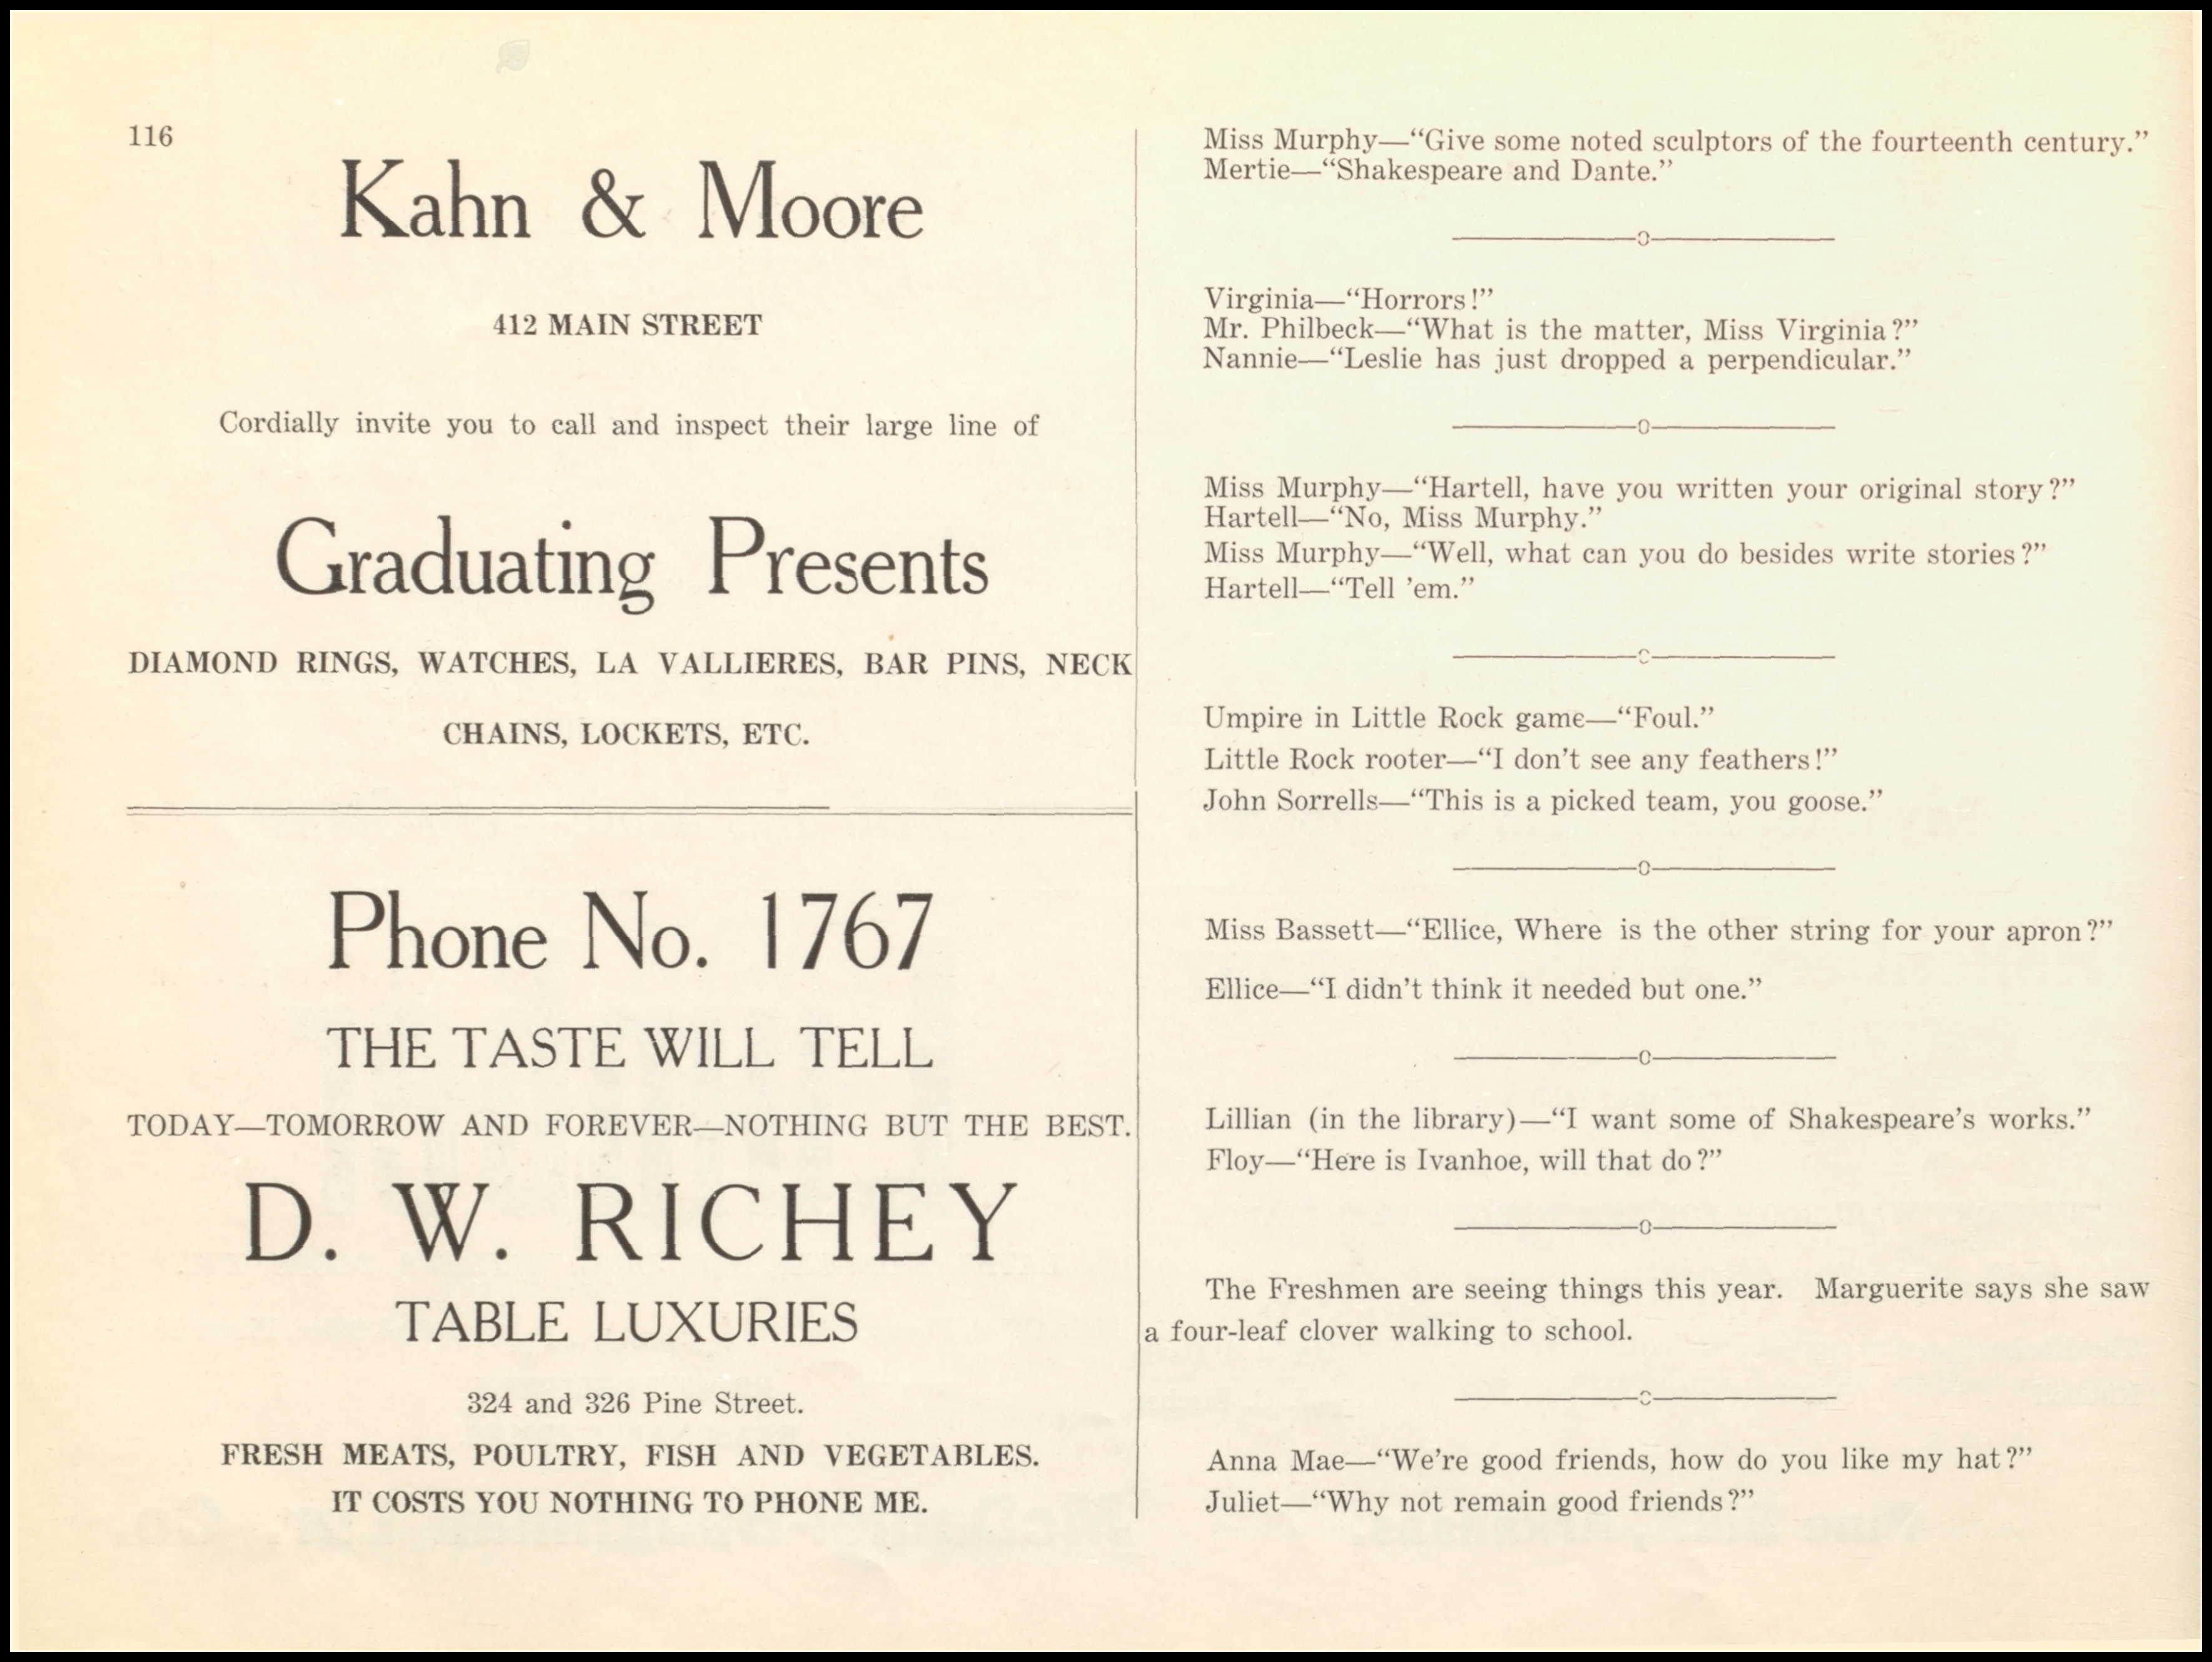 116
Kahn & Moore
412 MAIN STREET
Cordially invite you to call and inspect their large line of
Graduating Presents
DIAMOND RINGS, WATCHES, LA VALLIERES, BAR PINS, NECK
CHAINS, LOCKETS, ETC.
Phone No. 1767
THE TASTE WILL TELL
TODAY—TOMORROW AND FOREVER—NOTHING BUT THE BEST.
D. W. RICHEY
TABLE LUXURIES
324 and 326 Pine Street.
FRESH MEATS, POULTRY, FISH AND VEGETABLES.
IT COSTS YOU NOTHING TO PHONE ME.
Miss Murphy—“Give some noted sculptors of the fourteenth century.”
Mertie—“Shakespeare and Dante.”
Virginia—“Horrors!”
Mr. Philbeck—“What is the matter, Miss Virginia?”
Nannie—“Leslie has just dropped a perpendicular.”
Miss Murphy—“Hartell, have you written your original story?”
Hartell—“No, Miss Murphy.”
Miss Murphy—“Well, what can you do besides write stories?”
Hartell—“Tell ’em.”
Umpire in Little Rock game—“Foul.”
Little Rock rooter—“I don’t see any feathers!”
John Sorrells—“This is a picked team, you goose.”
Miss Bassett—“Ellice, Where is the other string for your apron?”
Ellice—“I didn’t think it needed but one.”
Lillian (in the library)—“I want some of Shakespeare’s works.”
Floy—“Here is Ivanhoe, will that do?”
The Freshmen are seeing things this year. Marguerite says she saw
a four-leaf clover walking to school.
Anna Mae—“We’re good friends, how do you like my hat?”
Juliet—“Why not remain good friends?”